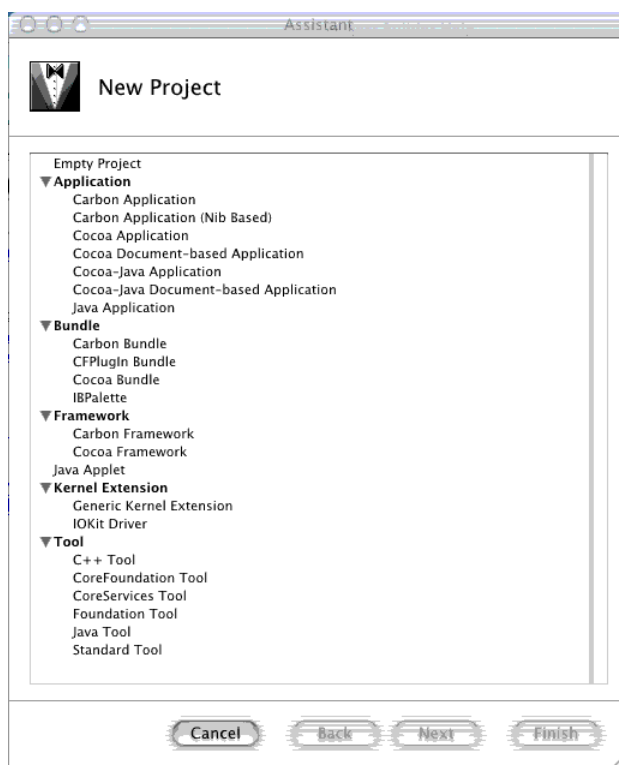 Assistant
New Project
Empty Project
Application
Carbon Application
Carbon Application (Nib Based)
Cocoa Application
Cocoa Document-based Application
Cocoa-Java Application
Cocoa-Java Document-based Application
Java Application
Bundle
Carbon Bundle
CFPlugIn Bundle
Cocoa Bundle
IBPalette
Framework
Carbon Framework
Cocoa Framework
Java Applet
Kernel Extension
Generic Kernel Extension
IOKit Driver
Tool
C++ Tool
CoreFoundation Tool
CoreServices Tool
Foundation Tool
Java Tool
Standard Tool
Cancel Back Next Finish